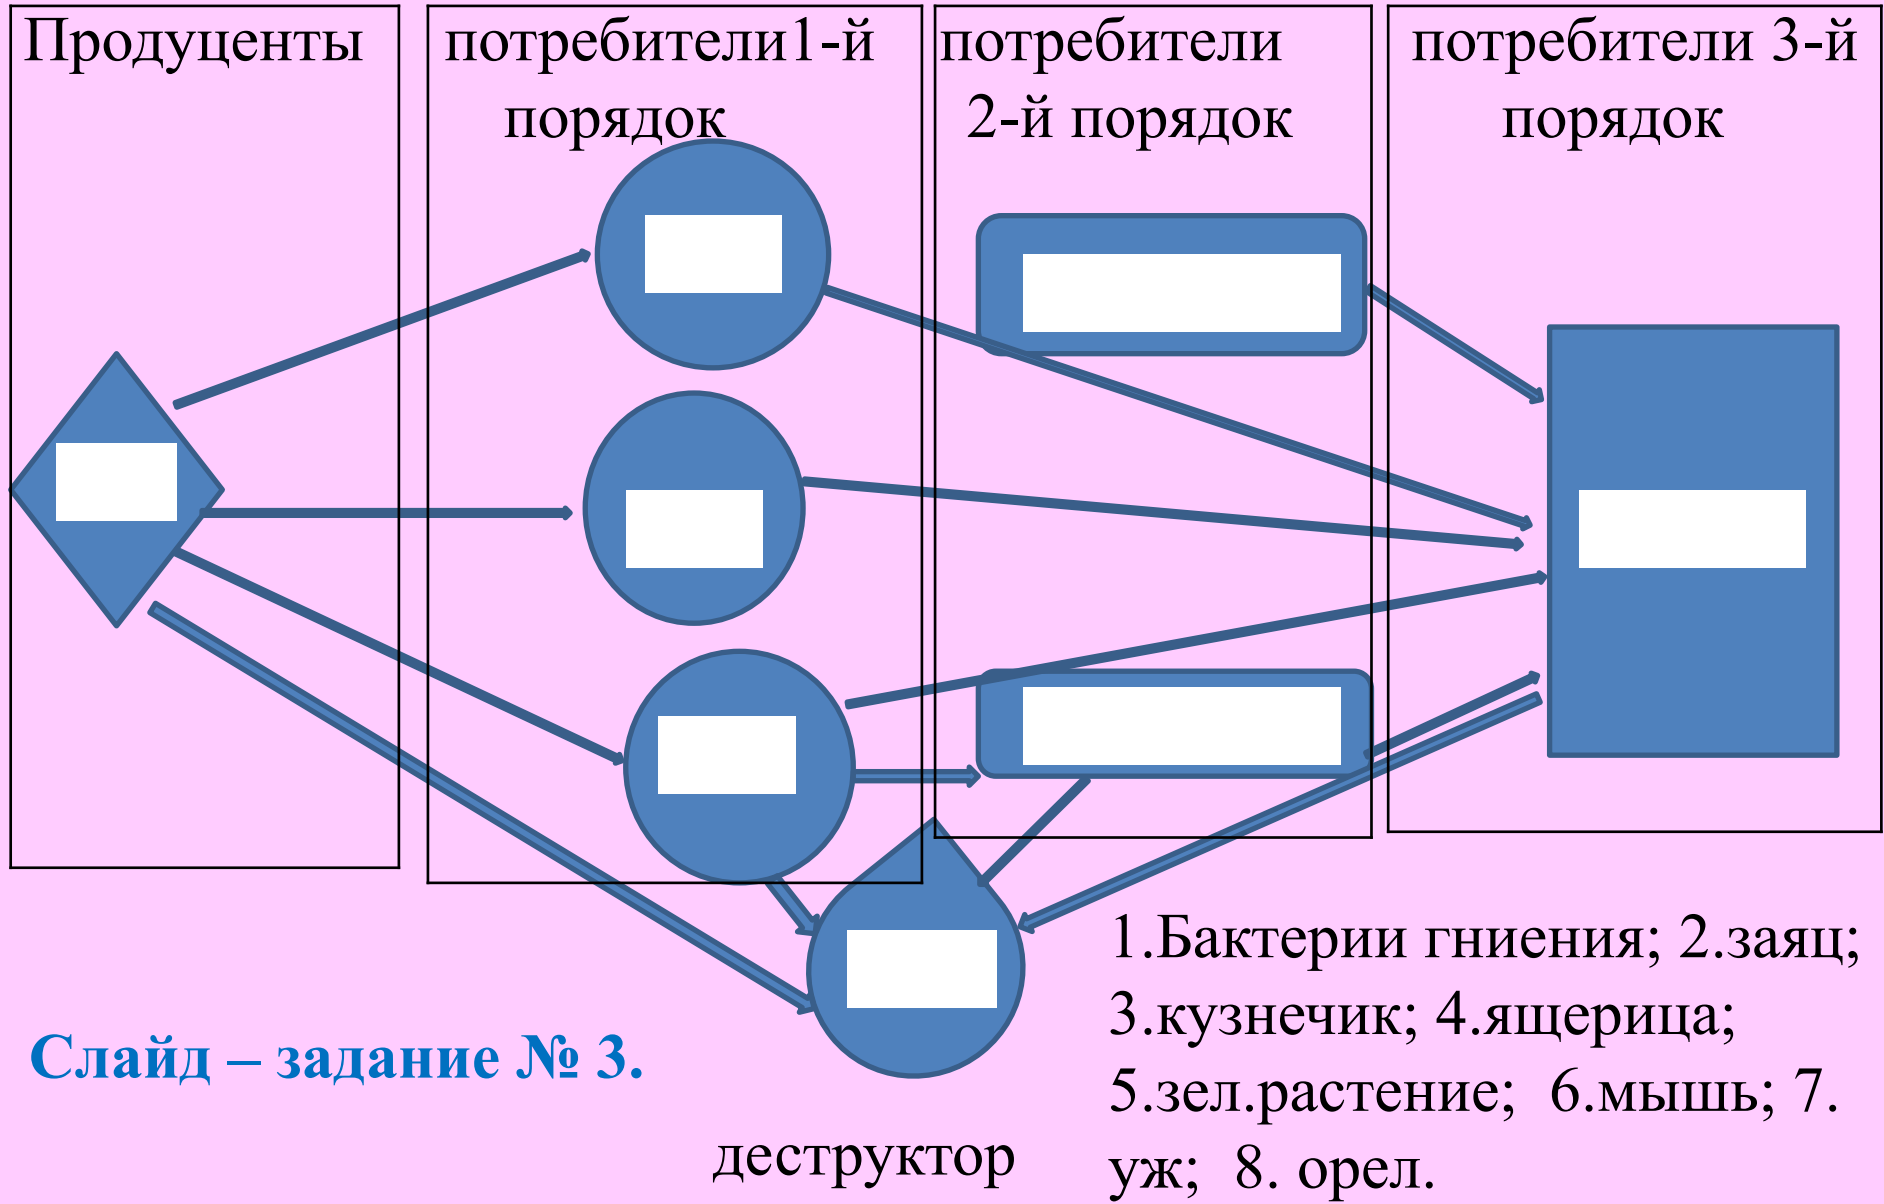 Продуценты
потребители1-й
порядок
потребители
2-й порядок
потребители 3-й
порядок
1.Бактерии гниения; 2.заяц;
3.кузнечик; 4.ящерица;
5.зел.растение; 6.мышь; 7.
уж; 8. орел.
Слайд – задание № 3.
деструктор